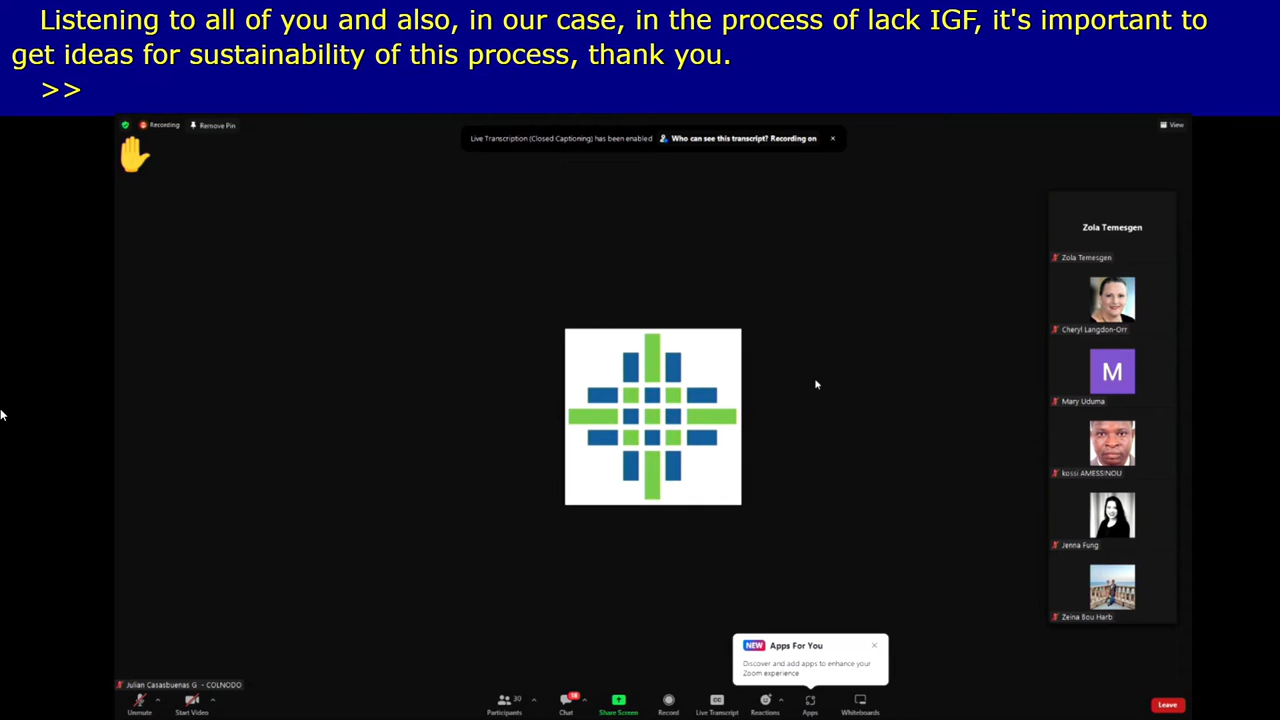 Listening to all of you and also, in our case, in the process of lack IGF, it's important to
get ideas for sustainability of this process, thank you.
>>
Recording
Remove Pin
Live Transcription (Closed Captioning) has been enabled
Who can see this transcript? Recording on
View
Zola Temesgen
Zola Temesgen
Cheryl Langdon-Orr
M
Mary Uduma
kossi AMESSINOU
Jenna Fung
Zeina Bou Harb
NEW Apps For You
Discover and add apps to enhance your
Zoom experience
Julian Casasbuenas G - COLNODO
Unmute
Start Video
Participants
30
Chat
Share Screen
Record
CC
Live Transcript
Reactions
Apps
Whiteboards
Leave